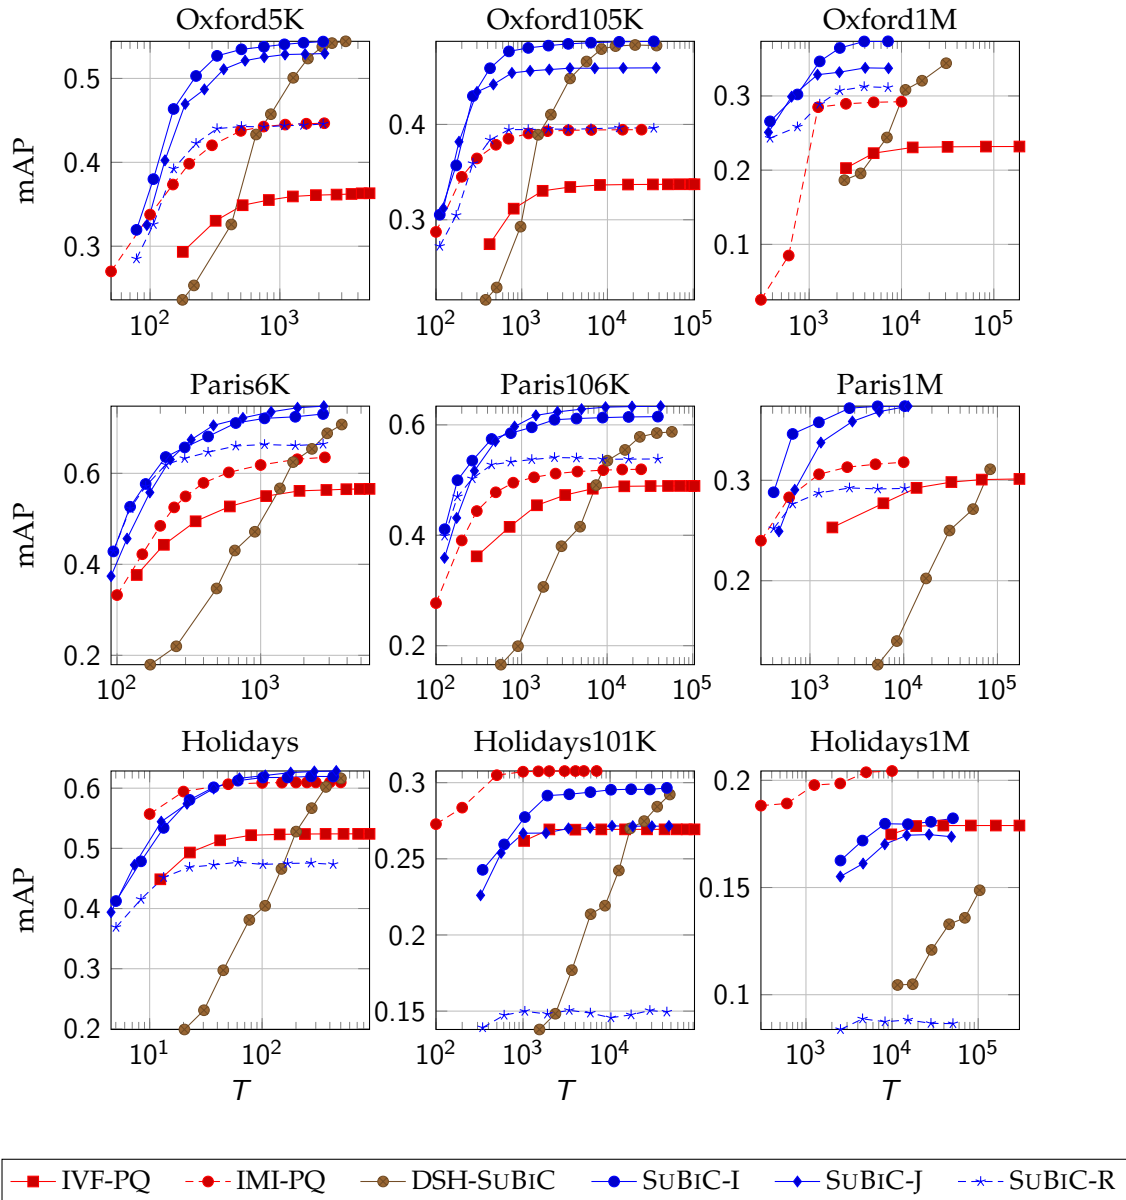 Oxford5K Oxford105K Oxford1M
mAP
0.5 0.4 0.3
0.4 0.3
0.3 0.2 0.1
10² 10³
10² 10³ 10⁴ 10⁵
10³ 10⁴ 10⁵
Paris6K Paris106K Paris1M
mAP
0.6 0.4 0.2
0.6 0.4 0.2
0.3 0.2
10² 10³
10² 10³ 10⁴ 10⁵
10³ 10⁴ 10⁵
Holidays Holidays101K Holidays1M
mAP
0.6 0.5 0.4 0.3 0.2
0.3 0.25 0.2 0.15
0.2 0.15 0.1
10¹ 10²
10² 10³ 10⁴
10³ 10⁴ 10⁵
T T T
IVF-PQ IMI-PQ DSH-SUBIC SUBIC-I SUBIC-J SUBIC-R